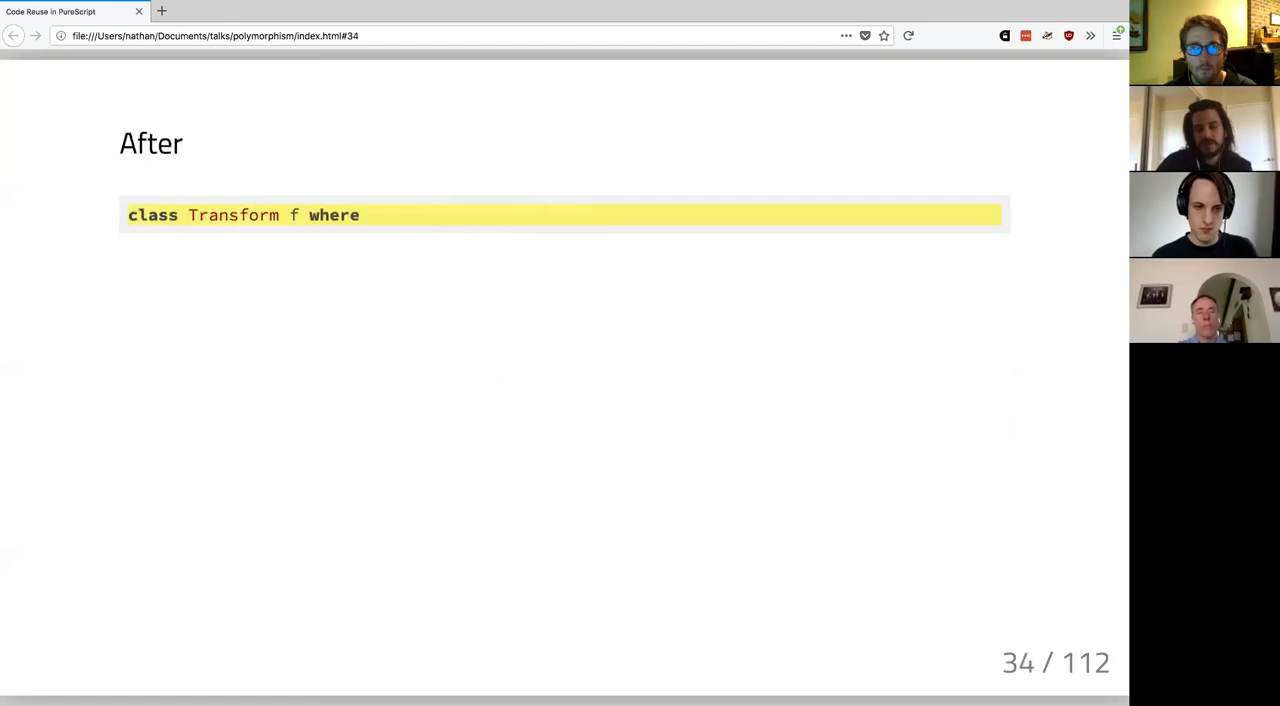 Code Reuse in PureScript
file:///Users/nathan/Documents/talks/polymorphism/index.html#34
After
class Transform f where
34 / 112